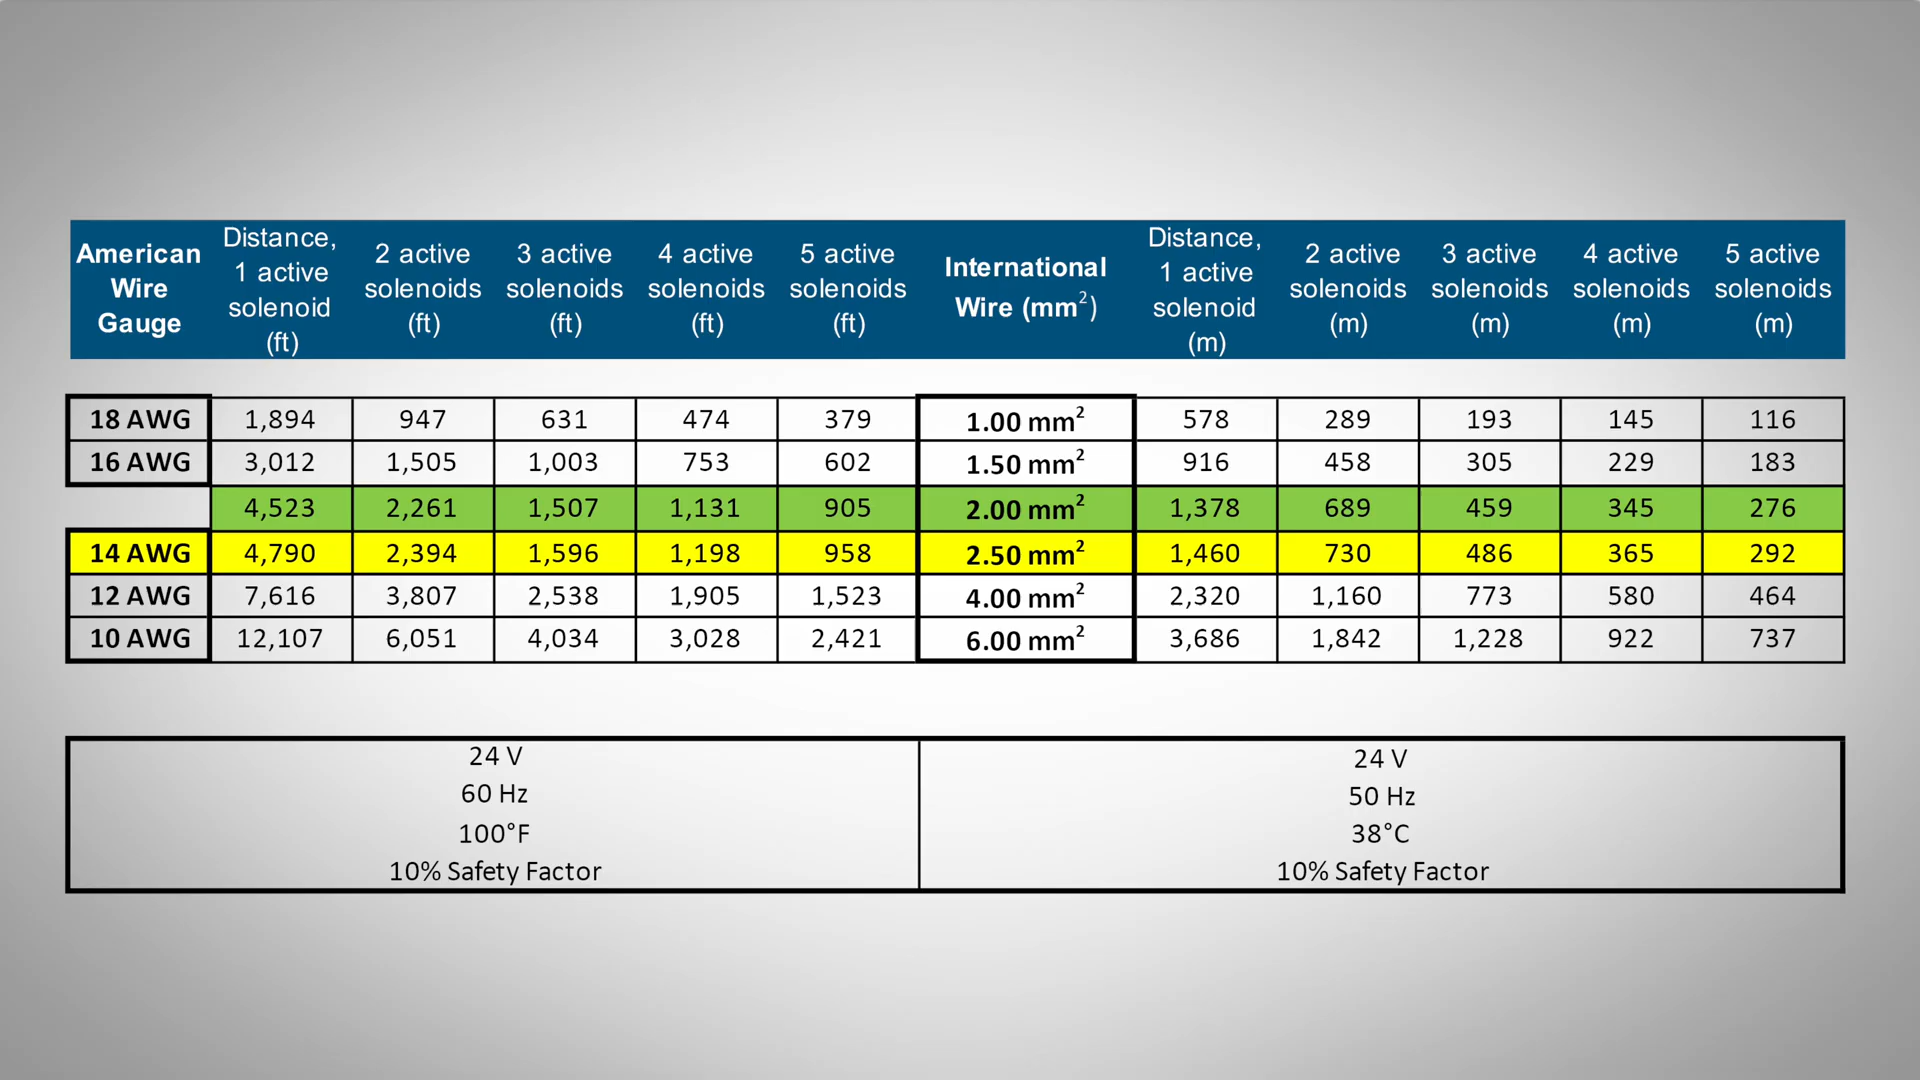 American Wire Gauge Distance, 1 active solenoid (ft) 2 active solenoids (ft) 3 active solenoids (ft) 4 active solenoids (ft) 5 active solenoids (ft) International Wire (mm²) Distance, 1 active solenoid (m) 2 active solenoids (m) 3 active solenoids (m) 4 active solenoids (m) 5 active solenoids (m)
18 AWG 1,894 947 631 474 379 1.00 mm² 578 289 193 145 116
16 AWG 3,012 1,505 1,003 753 602 1.50 mm² 916 458 305 229 183
4,523 2,261 1,507 1,131 905 2.00 mm² 1,378 689 459 345 276
14 AWG 4,790 2,394 1,596 1,198 958 2.50 mm² 1,460 730 486 365 292
12 AWG 7,616 3,807 2,538 1,905 1,523 4.00 mm² 2,320 1,160 773 580 464
10 AWG 12,107 6,051 4,034 3,028 2,421 6.00 mm² 3,686 1,842 1,228 922 737
24 V
60 Hz
100°F
10% Safety Factor
24 V
50 Hz
38°C
10% Safety Factor